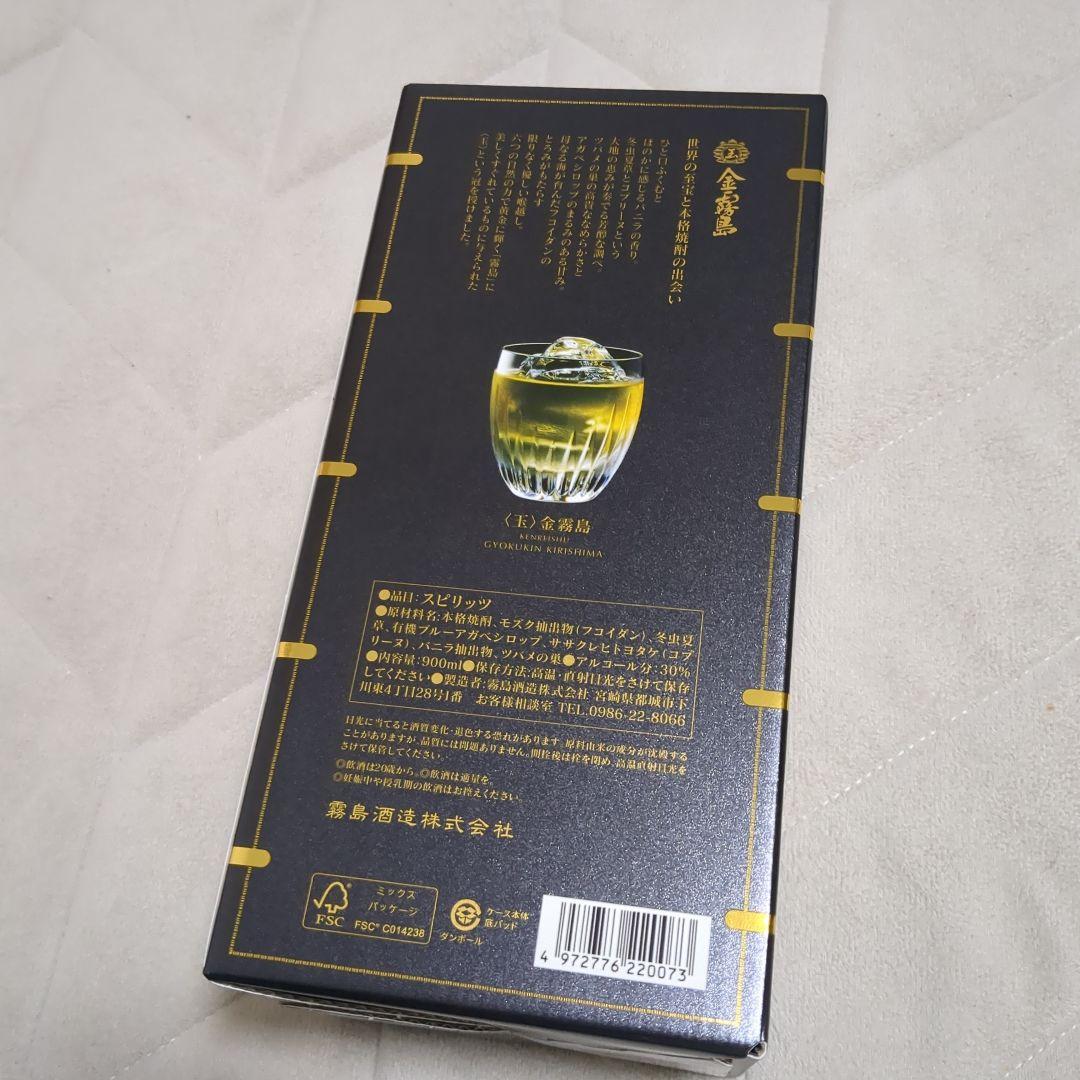 玉
金霧島
世界の至宝と本格焼酎の出会い
ひと口ふくむと
ほのかに感じるバニラの香り。
冬虫夏草とコプリーヌという
大地の恵みが奏でる芳醇な調べ。
ツバメの巣の高貴ななめらかさと
アガベシロップのまるみのある甘み。
母なる海が育んだフコイダンの
とろみがもたらす
限りなく優しい喉越し。
六つの自然の力で黄金に輝く「霧島」に
美しくすぐれているものに与えられた
〈玉〉という冠を授けました。
〈玉〉金霧島
KENREISHU
GYOKUKIN KIRISHIMA
●品目：スピリッツ
●原材料名：本格焼酎、モズク抽出物（フコイダン）、冬虫夏
草、有機ブルーアガベシロップ、ササクレヒトヨタケ（コプ
リーヌ）、バニラ抽出物、ツバメの巣●アルコール分：30%
●内容量：900ml●保存方法：高温・直射日光をさけて保存
してください●製造者：霧島酒造株式会社 宮崎県都城市下
川東4丁目28号1番 お客様相談室 TEL.0986-22-8066
日光に当てると酒質変化・退色する恐れがあります。原料由来の成分が沈殿する
ことがありますが、品質には問題ありません。開栓後は栓を閉め、高温直射日光を
さけて保管してください。
◎飲酒は20歳から。◎飲酒は適量を。
◎妊娠中や授乳期の飲酒はお控えください。
霧島酒造株式会社
FSC
ミックス
パッケージ
FSC® C014238
ダンボール
ケース本体
底パッド
4 972776 220073